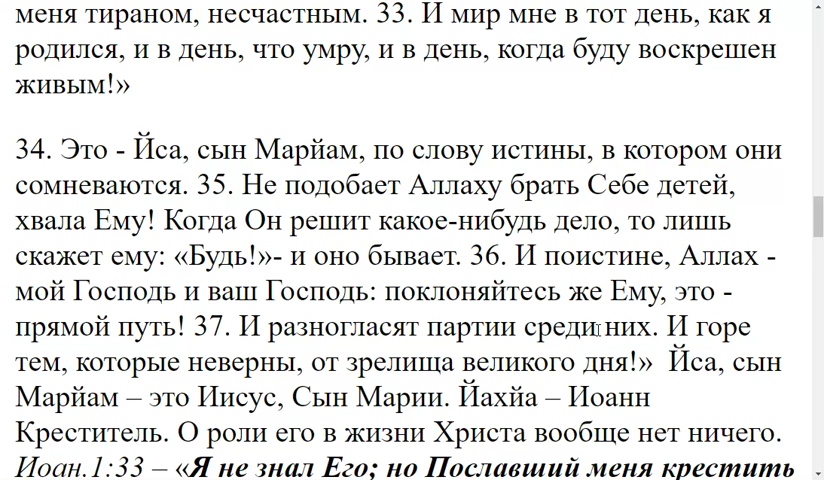 меня тираном, несчастным. 33. И мир мне в тот день, как я
родился, и в день, что умру, и в день, когда буду воскрешен
живым!»
34. Это - Йса, сын Марйам, по слову истины, в котором они
сомневаются. 35. Не подобает Аллаху брать Себе детей,
хвала Ему! Когда Он решит какое-нибудь дело, то лишь
скажет ему: «Будь!»- и оно бывает. 36. И поистине, Аллах -
мой Господь и ваш Господь: поклоняйтесь же Ему, это -
прямой путь! 37. И разногласят партии среди них. И горе
тем, которые неверны, от зрелища великого дня!» Йса, сын
Марйам – это Иисус, Сын Марии. Йахйа – Иоанн
Креститель. О роли его в жизни Христа вообще нет ничего.
Иоан.1:33 – «Я не знал Его; но Пославший меня крестить